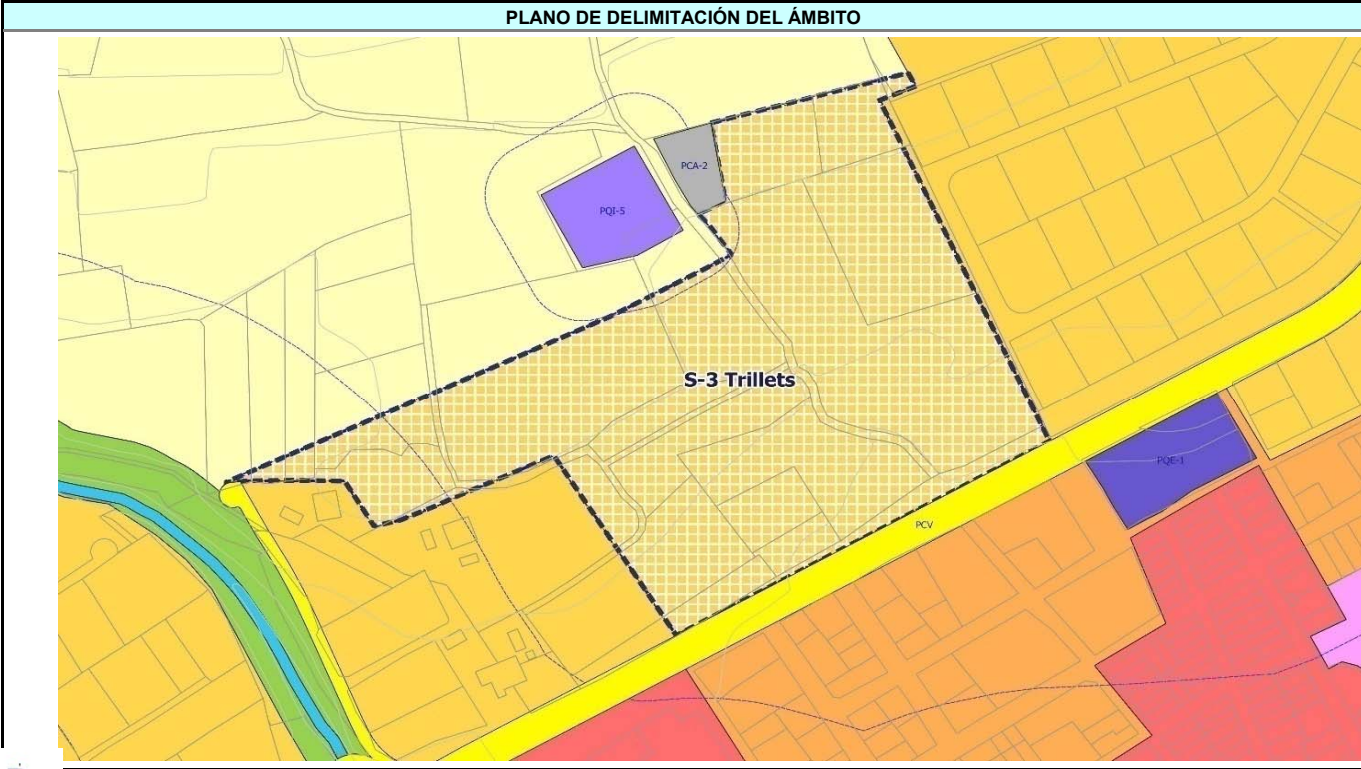 PLANO DE DELIMITACIÓN DEL ÁMBITO
PCA-2
PQI-5
S-3 Trillets
PQE-1
PCV